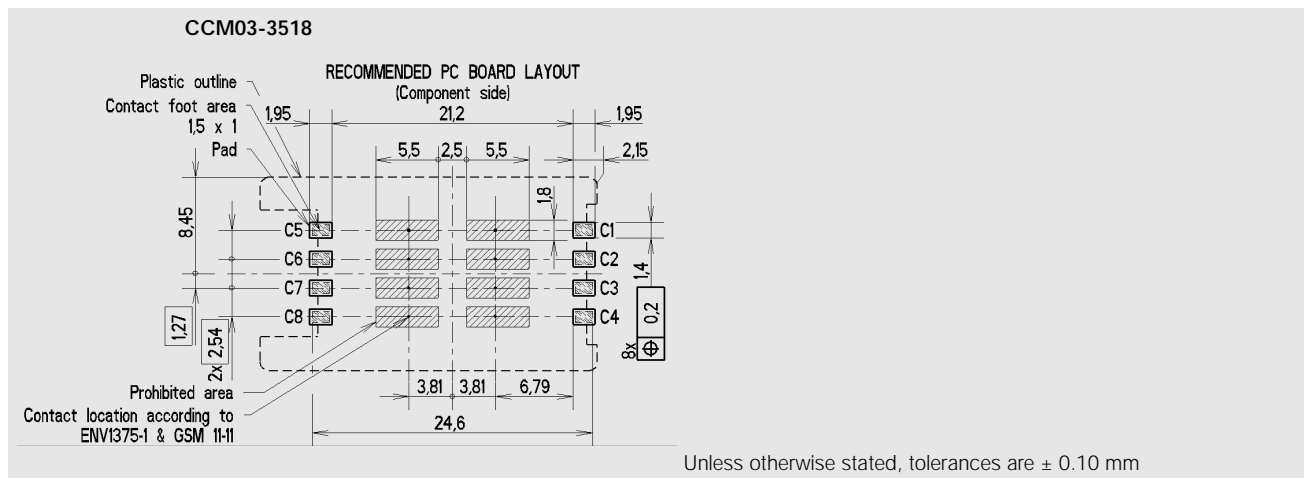 CCM03-3518
RECOMMENDED PC BOARD LAYOUT
(Component side)
Plastic outline
Contact foot area
1,5 x 1
Pad
1,95
21,2
1,95
5,5
2,5
5,5
2,15
1,8
8,45
C5
C1
C6
C2
C7
C3
C8
C4
1,4
1,27
2x 2,54
8x
0,2
Prohibited area
Contact location according to
ENV1375-1 & GSM 11-11
3,81
3,81
6,79
24,6
Unless otherwise stated, tolerances are ± 0.10 mm